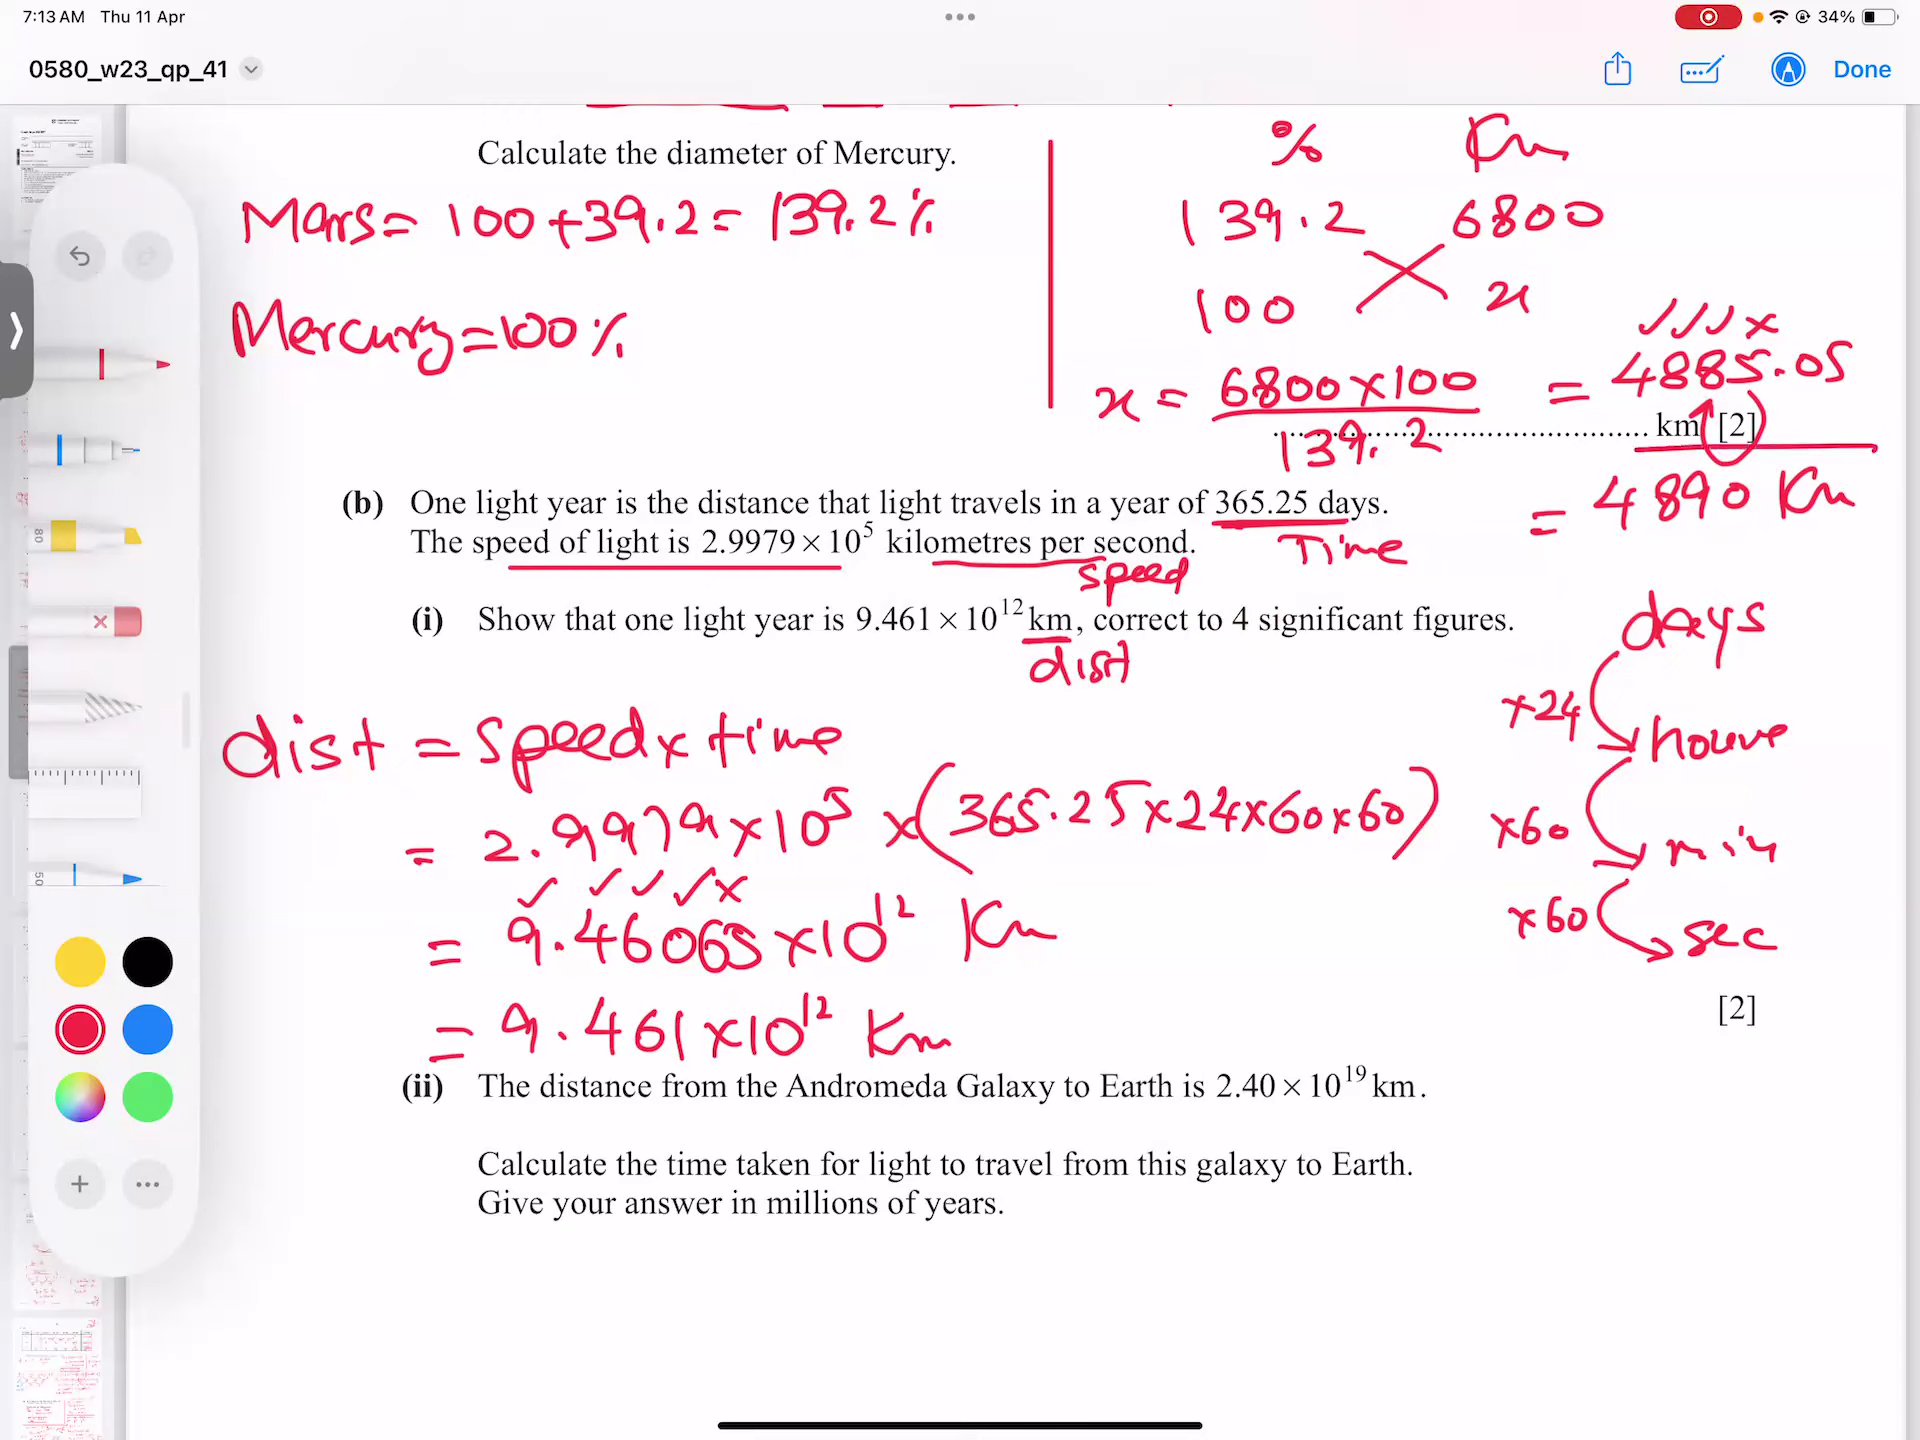 7:13 AM Thu 11 Apr
34%
0580_w23_qp_41
Done
Calculate the diameter of Mercury.
Mars = 100 + 39.2 = 139.2%
Mercury = 100%
% Km
139.2 6800
100 x
x = 6800 x 100 / 139.2 = 4885.05
km [2]
= 4890 Km
(b) One light year is the distance that light travels in a year of 365.25 days.
Time
The speed of light is 2.9979 × 10⁵ kilometres per second.
speed
(i) Show that one light year is 9.461 × 10¹² km, correct to 4 significant figures.
dist
days
x24
houre
x60
min
x60
sec
dist = speed x time
= 2.9979 x 10⁵ x (365.25 x 24 x 60 x 60)
= 9.46065 x 10¹² Km
= 9.461 x 10¹² Km
[2]
(ii) The distance from the Andromeda Galaxy to Earth is 2.40 × 10¹⁹ km.
Calculate the time taken for light to travel from this galaxy to Earth.
Give your answer in millions of years.
80
50